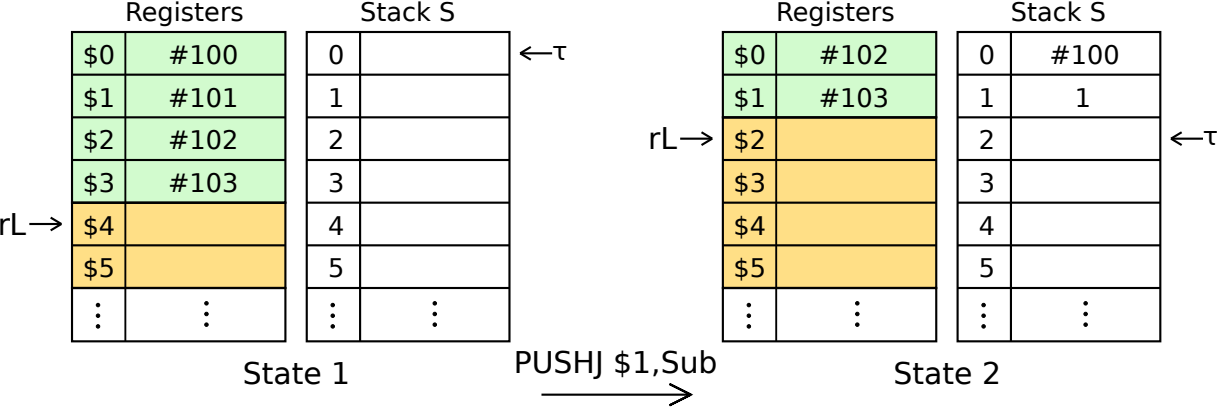 Registers Stack S Registers Stack S
$0 #100 0 ←τ $0 #102 0 #100
$1 #101 1 $1 #103 1 1
$2 #102 2 rL→ $2 2 ←τ
$3 #103 3 $3 3
rL→ $4 4 $4 4
$5 5 $5 5
⋮ ⋮ ⋮ ⋮ ⋮ ⋮ ⋮ ⋮
State 1 PUSHJ $1,Sub State 2